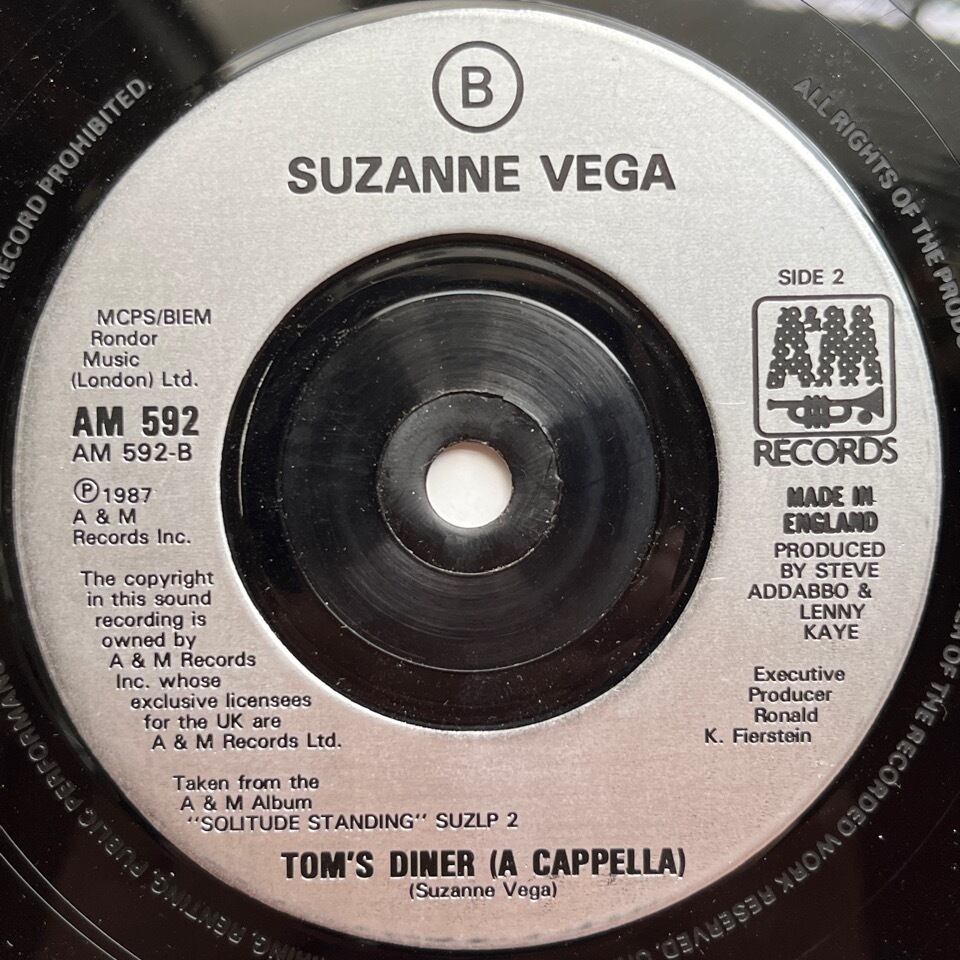 B
SUZANNE VEGA
MCPS/BIEM
Rondor
Music
(London) Ltd.
AM 592
AM 592-B
Ⓟ1987
A & M
Records Inc.
The copyright
in this sound
recording is
owned by
A & M Records
Inc. whose
exclusive licensees
for the UK are
A & M Records Ltd.
SIDE 2
A&M
RECORDS
MADE IN
ENGLAND
PRODUCED
BY STEVE
ADDABBO &
LENNY
KAYE
Executive
Producer
Ronald
K. Fierstein
Taken from the
A & M Album
"SOLITUDE STANDING" SUZLP 2
TOM'S DINER (A CAPPELLA)
(Suzanne Vega)
ALL RIGHTS OF THE
OF THE RECORDED WORK RESERVED.
RENTING, PUBLIC
RECORD PROHIBITED.